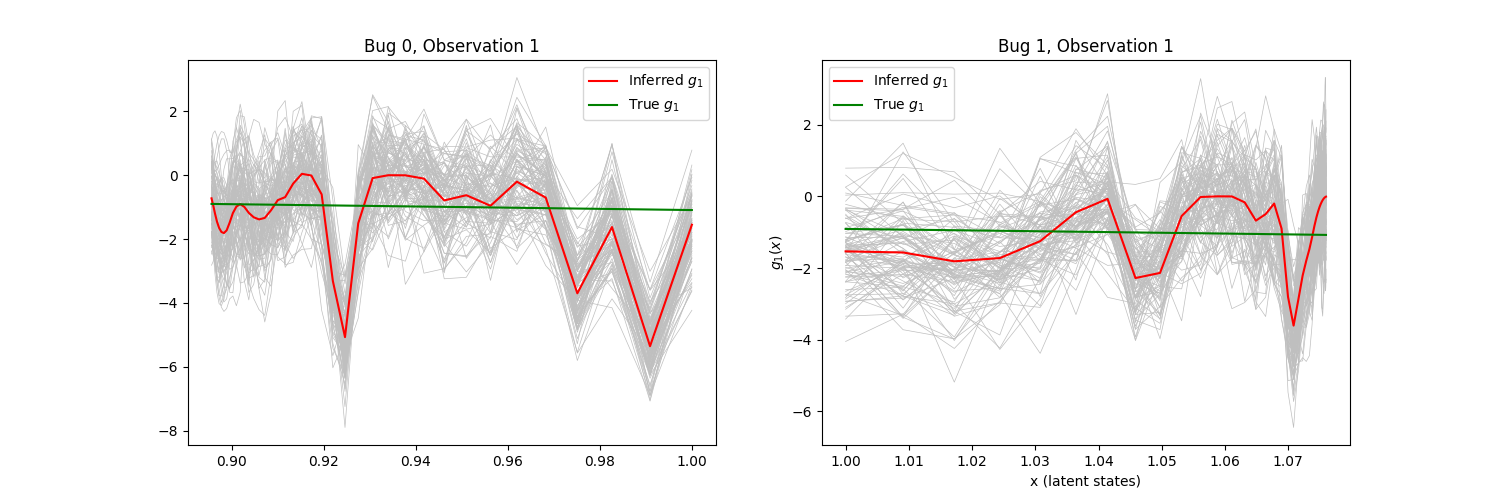 Bug 0, Observation 1
Inferred g₁
True g₁
2
0
−2
−4
−6
−8
0.90 0.92 0.94 0.96 0.98 1.00
Bug 1, Observation 1
Inferred g₁
True g₁
g₁(x)
2
0
−2
−4
−6
1.00 1.01 1.02 1.03 1.04 1.05 1.06 1.07
x (latent states)